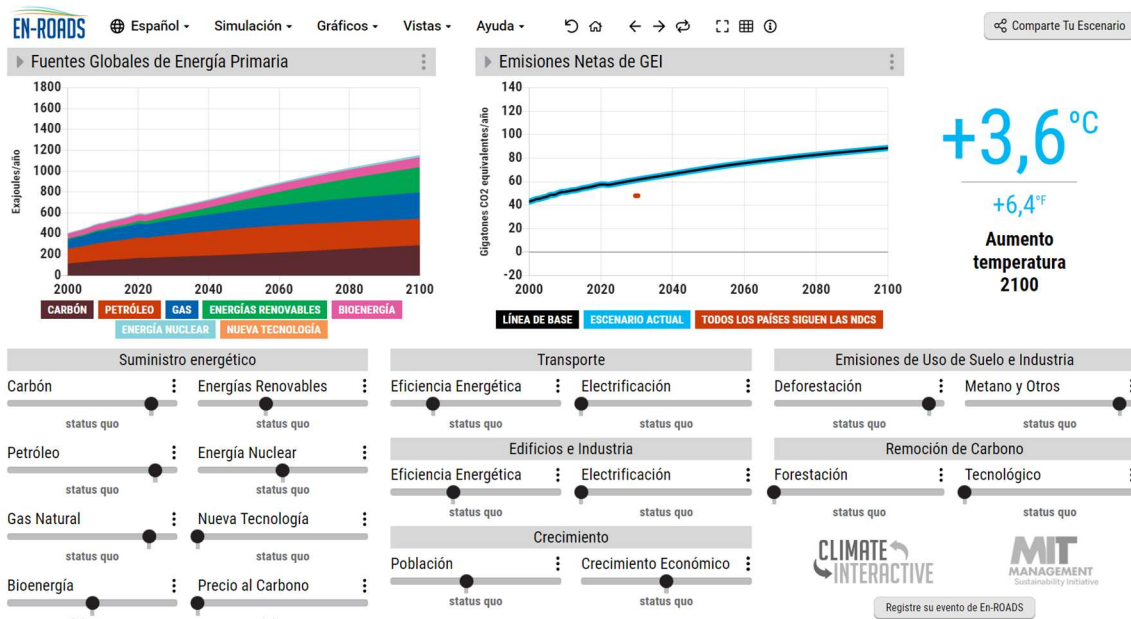 EN-ROADS
Español
Simulación
Gráficos
Vistas
Ayuda
Comparte Tu Escenario
Fuentes Globales de Energía Primaria
Exajoules/año
1800
1600
1400
1200
1000
800
600
400
200
0
2000 2020 2040 2060 2080 2100
CARBÓN PETRÓLEO GAS ENERGÍAS RENOVABLES BIOENERGÍA
ENERGÍA NUCLEAR NUEVA TECNOLOGÍA
Emisiones Netas de GEI
Gigatones CO2 equivalentes/año
140
120
100
80
60
40
20
0
-20
2000 2020 2040 2060 2080 2100
LÍNEA DE BASE ESCENARIO ACTUAL TODOS LOS PAÍSES SIGUEN LAS NDCS
+3,6 ºC
+6,4 ºF
Aumento
temperatura
2100
Suministro energético
Carbón
status quo
Energías Renovables
status quo
Petróleo
status quo
Energía Nuclear
status quo
Gas Natural
status quo
Nueva Tecnología
status quo
Bioenergía
Precio al Carbono
Transporte
Eficiencia Energética
status quo
Electrificación
status quo
Edificios e Industria
Eficiencia Energética
status quo
Electrificación
status quo
Crecimiento
Población
status quo
Crecimiento Económico
status quo
Emisiones de Uso de Suelo e Industria
Deforestación
status quo
Metano y Otros
status quo
Remoción de Carbono
Forestación
status quo
Tecnológico
status quo
CLIMATE
INTERACTIVE
MIT
MANAGEMENT
Sustainability Initiative
Registre su evento de En-ROADS